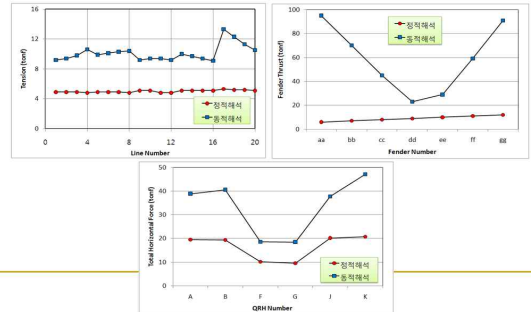 16
12
8
4
0
Tension (tonf)
0 4 8 12 16 20
Line Number
정적해석
동적해석
100
80
60
40
20
0
Fender Thrust (tonf)
aa bb cc dd ee ff gg
Fender Number
정적해석
동적해석
50
40
30
20
10
0
Total Horizontal Force (tonf)
A B F G J K
QRH Number
정적해석
동적해석